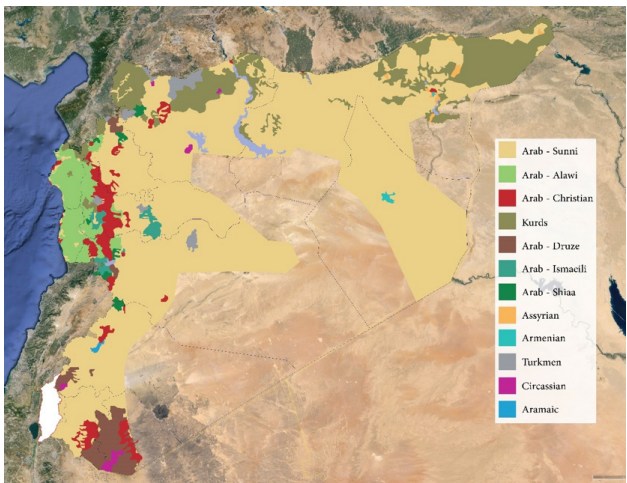 Arab - Sunni
Arab - Alawi
Arab - Christian
Kurds
Arab - Druze
Arab - Ismaeili
Arab - Shiaa
Assyrian
Armenian
Turkmen
Circassian
Aramaic